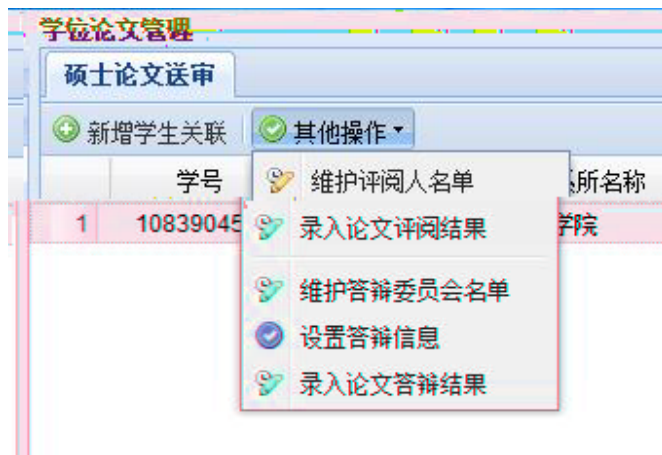 学位论文管理
硕士论文送审
新增学生关联 其他操作
学号 所名称
维护评阅人名单
1 10839045 学院
录入论文评阅结果
维护答辩委员会名单
设置答辩信息
录入论文答辩结果